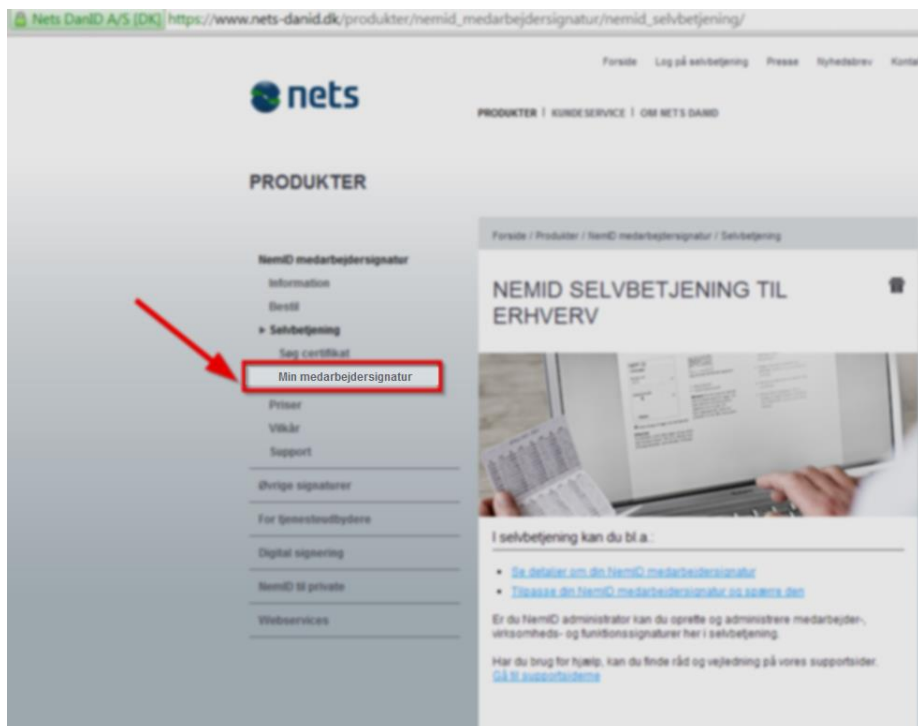 Nets DanID A/S [DK] https://www.nets-danid.dk/produkter/nemid_medarbejdersignatur/nemid_selvbetjening/
Forside Log på selvbetjening Presse Nyhedsbrev
nets
PRODUKTER | KUNDESERVICE | OM NETS DANID
PRODUKTER
Forside / Produkter / NemID medarbejdersignatur / Selvbetjening
NemID medarbejdersignatur
Information
Bestil
Selvbetjening
Søg certifikat
Min medarbejdersignatur
Priser
Vilkår
Support
Øvrige signaturer
For tjenesteudbydere
Digital signering
NemID til private
Webservices
NEMID SELVBETJENING TIL
ERHVERV
I selvbetjening kan du bl.a.:
• Se detaljer om din NemID medarbejdersignatur
• Tilpasse din NemID medarbejdersignatur og spærre den
Er du NemID administrator kan du oprette og administrere medarbejder-,
virksomheds- og funktionssignaturer her i selvbetjening.
Har du brug for hjælp, kan du finde råd og vejledning på vores supportsider.
Gå til supportsiderne